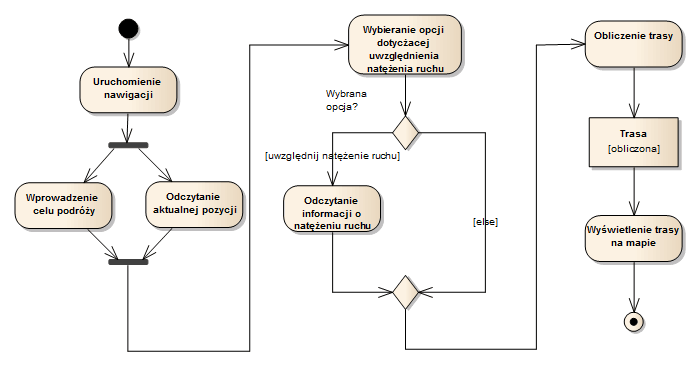 Uruchomienie
nawigacji
Wprowadzenie
celu podróży
Odczytanie
aktualnej pozycji
Wybieranie opcji
dotyczacej
uwzględnienia
natężenia ruchu
Wybrana
opcja?
[uwzględnij natężenie ruchu]
Odczytanie
informacji o
natężeniu ruchu
[else]
Obliczenie trasy
Trasa
[obliczona]
Wyświetlenie trasy
na mapie